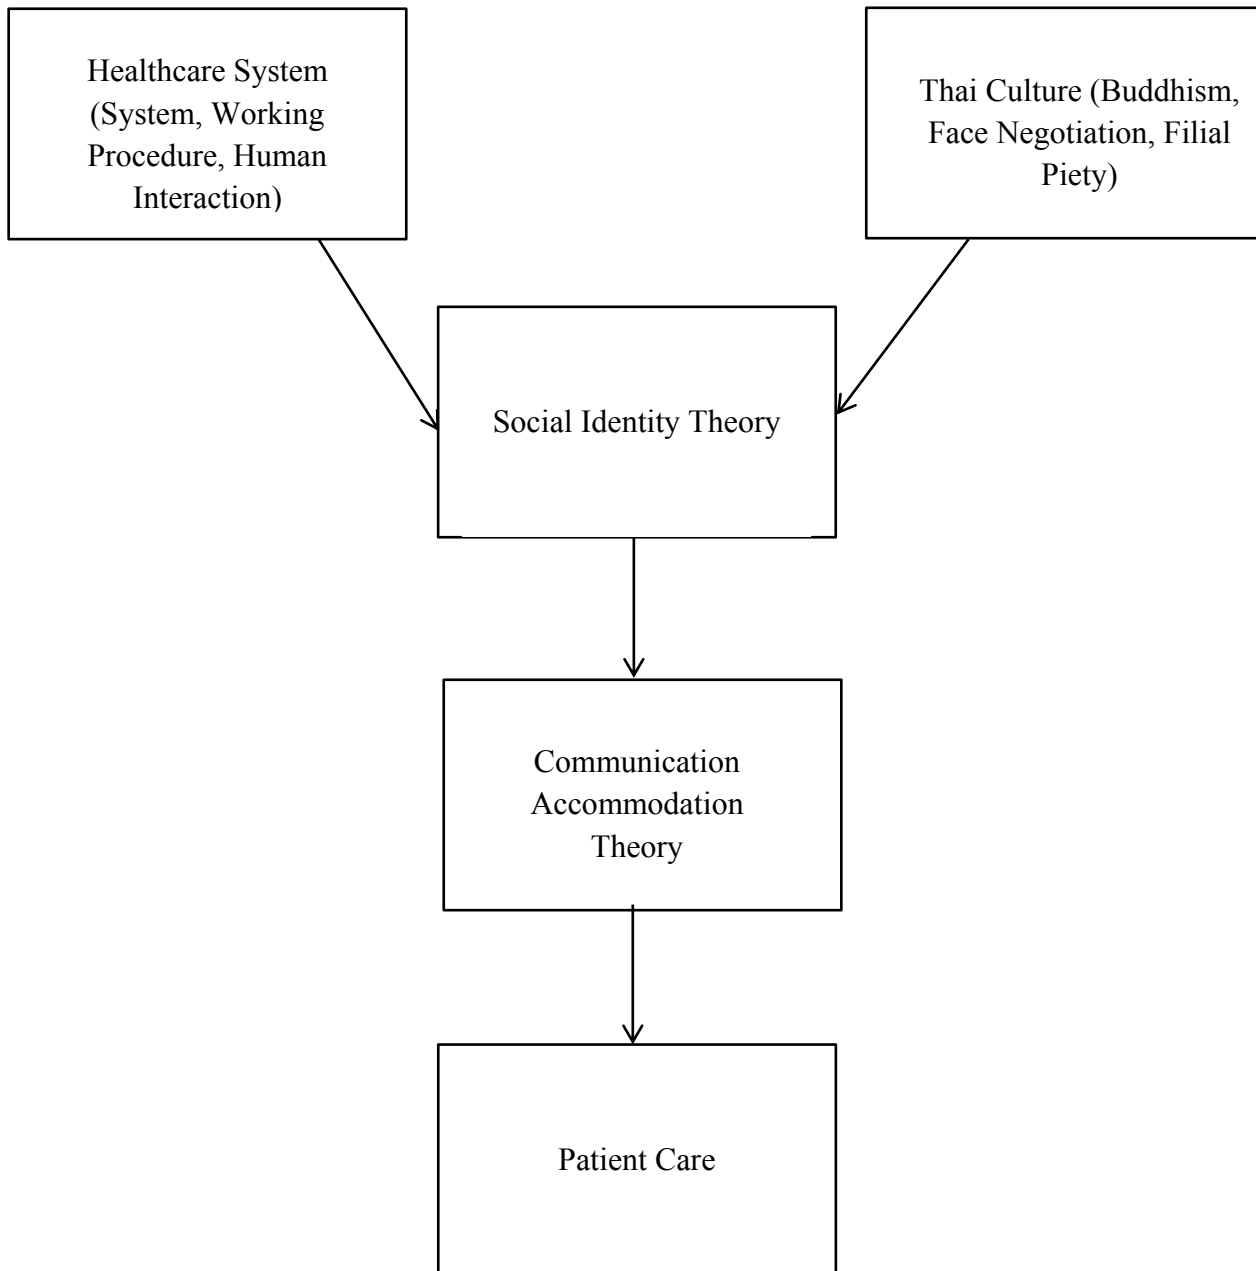 Healthcare System
(System, Working
Procedure, Human
Interaction)
Thai Culture (Buddhism,
Face Negotiation, Filial
Piety)
Social Identity Theory
Communication
Accommodation
Theory
Patient Care